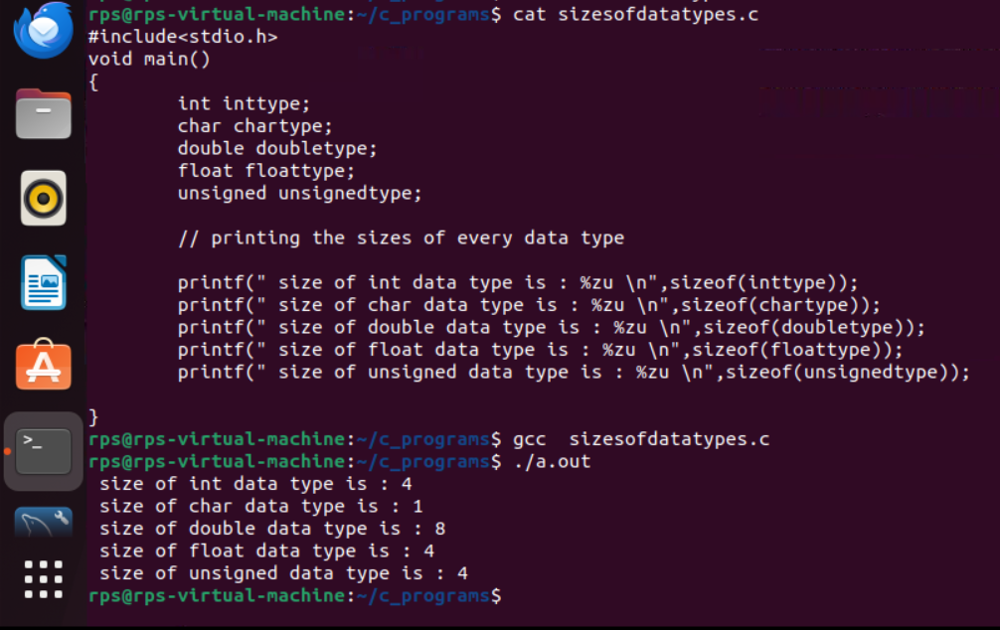 rps@rps-virtual-machine:~/c_programs$ cat sizesofdatatypes.c
#include<stdio.h>
void main()
{
        int inttype;
        char chartype;
        double doubletype;
        float floattype;
        unsigned unsignedtype;

        // printing the sizes of every data type

        printf(" size of int data type is : %zu \n",sizeof(inttype));
        printf(" size of char data type is : %zu \n",sizeof(chartype));
        printf(" size of double data type is : %zu \n",sizeof(doubletype));
        printf(" size of float data type is : %zu \n",sizeof(floattype));
        printf(" size of unsigned data type is : %zu \n",sizeof(unsignedtype));

}
rps@rps-virtual-machine:~/c_programs$ gcc  sizesofdatatypes.c
rps@rps-virtual-machine:~/c_programs$ ./a.out
 size of int data type is : 4
 size of char data type is : 1
 size of double data type is : 8
 size of float data type is : 4
 size of unsigned data type is : 4
rps@rps-virtual-machine:~/c_programs$